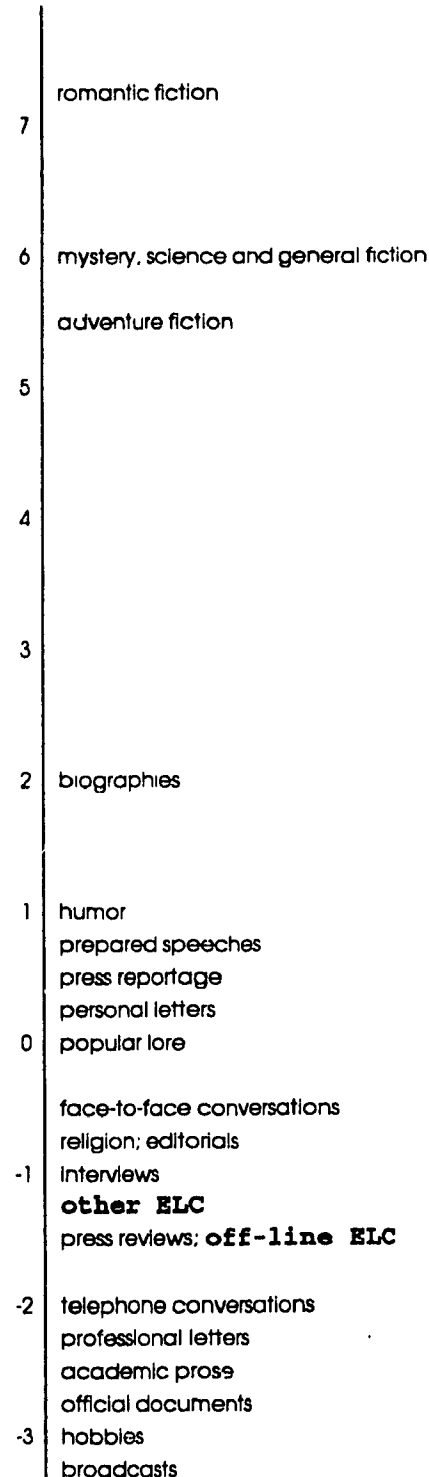 romantic fiction
7
6 mystery, science and general fiction
adventure fiction
5
4
3
2 biographies
1 humor
prepared speeches
press reportage
personal letters
0 popular lore
face-to-face conversations
religion; editorials
-1 interviews
other ELC
press reviews; off-line ELC
-2 telephone conversations
professional letters
academic prose
official documents
-3 hobbies
broadcasts